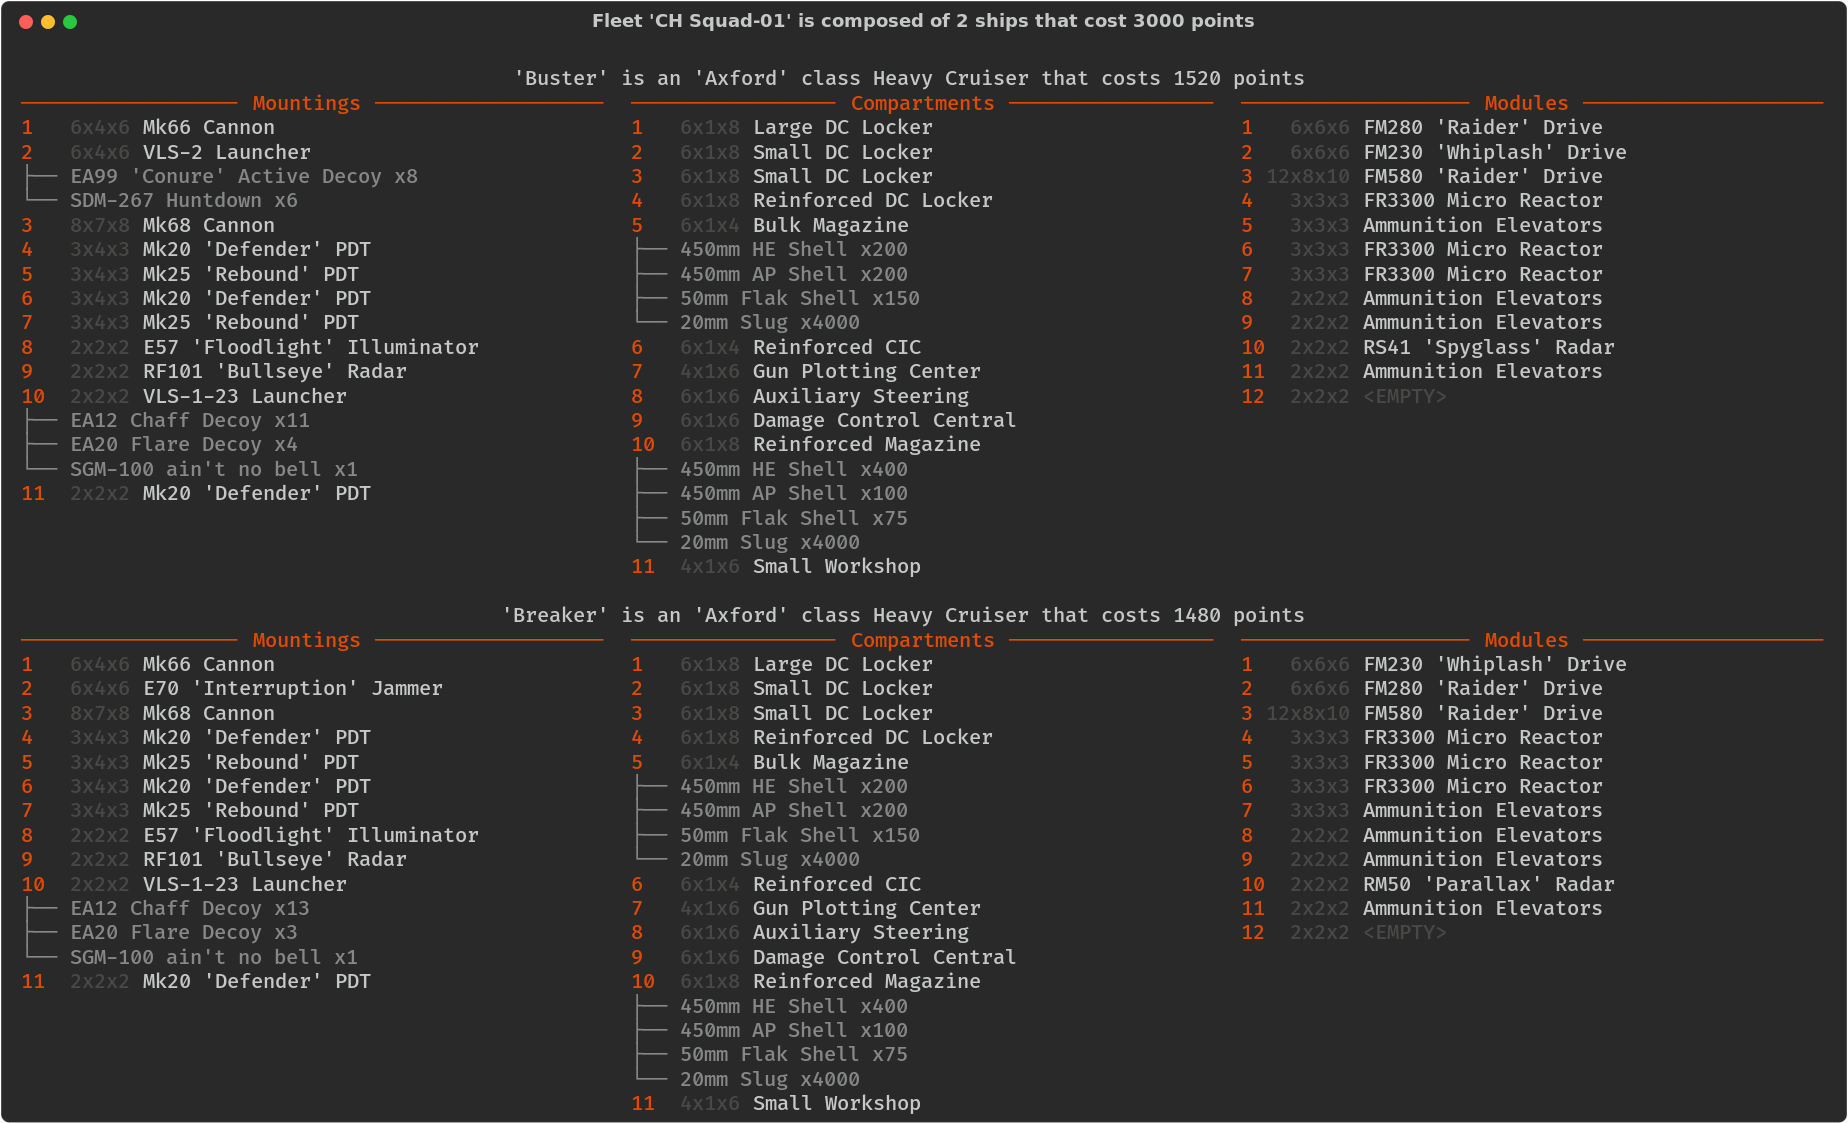 Fleet 'CH Squad-01' is composed of 2 ships that cost 3000 points
'Buster' is an 'Axford' class Heavy Cruiser that costs 1520 points
Mountings
1 6x4x6 Mk66 Cannon
2 6x4x6 VLS-2 Launcher
EA99 'Conure' Active Decoy x8
SDM-267 Huntdown x6
3 8x7x8 Mk68 Cannon
4 3x4x3 Mk20 'Defender' PDT
5 3x4x3 Mk25 'Rebound' PDT
6 3x4x3 Mk20 'Defender' PDT
7 3x4x3 Mk25 'Rebound' PDT
8 2x2x2 E57 'Floodlight' Illuminator
9 2x2x2 RF101 'Bullseye' Radar
10 2x2x2 VLS-1-23 Launcher
EA12 Chaff Decoy x11
EA20 Flare Decoy x4
SGM-100 ain't no bell x1
11 2x2x2 Mk20 'Defender' PDT
Compartments
1 6x1x8 Large DC Locker
2 6x1x8 Small DC Locker
3 6x1x8 Small DC Locker
4 6x1x8 Reinforced DC Locker
5 6x1x4 Bulk Magazine
450mm HE Shell x200
450mm AP Shell x200
50mm Flak Shell x150
20mm Slug x4000
6 6x1x4 Reinforced CIC
7 4x1x6 Gun Plotting Center
8 6x1x6 Auxiliary Steering
9 6x1x6 Damage Control Central
10 6x1x8 Reinforced Magazine
450mm HE Shell x400
450mm AP Shell x100
50mm Flak Shell x75
20mm Slug x4000
11 4x1x6 Small Workshop
Modules
1 6x6x6 FM280 'Raider' Drive
2 6x6x6 FM230 'Whiplash' Drive
3 12x8x10 FM580 'Raider' Drive
4 3x3x3 FR3300 Micro Reactor
5 3x3x3 Ammunition Elevators
6 3x3x3 FR3300 Micro Reactor
7 3x3x3 FR3300 Micro Reactor
8 2x2x2 Ammunition Elevators
9 2x2x2 Ammunition Elevators
10 2x2x2 RS41 'Spyglass' Radar
11 2x2x2 Ammunition Elevators
12 2x2x2 <EMPTY>
'Breaker' is an 'Axford' class Heavy Cruiser that costs 1480 points
Mountings
1 6x4x6 Mk66 Cannon
2 6x4x6 E70 'Interruption' Jammer
3 8x7x8 Mk68 Cannon
4 3x4x3 Mk20 'Defender' PDT
5 3x4x3 Mk25 'Rebound' PDT
6 3x4x3 Mk20 'Defender' PDT
7 3x4x3 Mk25 'Rebound' PDT
8 2x2x2 E57 'Floodlight' Illuminator
9 2x2x2 RF101 'Bullseye' Radar
10 2x2x2 VLS-1-23 Launcher
EA12 Chaff Decoy x13
EA20 Flare Decoy x3
SGM-100 ain't no bell x1
11 2x2x2 Mk20 'Defender' PDT
Compartments
1 6x1x8 Large DC Locker
2 6x1x8 Small DC Locker
3 6x1x8 Small DC Locker
4 6x1x8 Reinforced DC Locker
5 6x1x4 Bulk Magazine
450mm HE Shell x200
450mm AP Shell x200
50mm Flak Shell x150
20mm Slug x4000
6 6x1x4 Reinforced CIC
7 4x1x6 Gun Plotting Center
8 6x1x6 Auxiliary Steering
9 6x1x6 Damage Control Central
10 6x1x8 Reinforced Magazine
450mm HE Shell x400
450mm AP Shell x100
50mm Flak Shell x75
20mm Slug x4000
11 4x1x6 Small Workshop
Modules
1 6x6x6 FM230 'Whiplash' Drive
2 6x6x6 FM280 'Raider' Drive
3 12x8x10 FM580 'Raider' Drive
4 3x3x3 FR3300 Micro Reactor
5 3x3x3 FR3300 Micro Reactor
6 3x3x3 FR3300 Micro Reactor
7 3x3x3 Ammunition Elevators
8 2x2x2 Ammunition Elevators
9 2x2x2 Ammunition Elevators
10 2x2x2 RM50 'Parallax' Radar
11 2x2x2 Ammunition Elevators
12 2x2x2 <EMPTY>